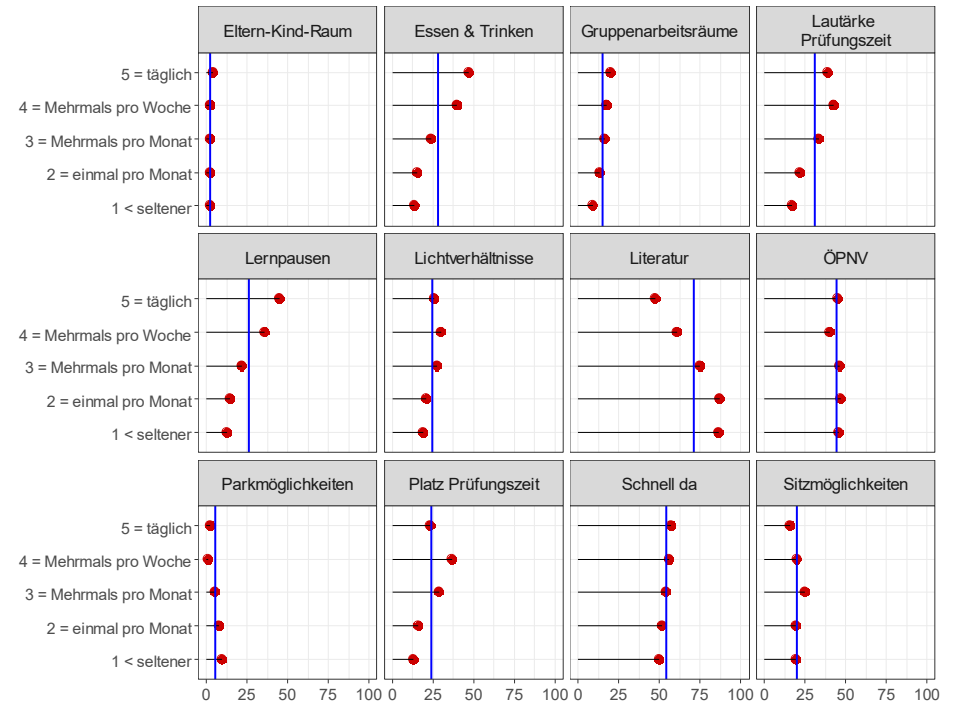 Eltern-Kind-Raum
Essen & Trinken
Gruppenarbeitsräume
Lautärke
Prüfungszeit
5 = täglich
4 = Mehrmals pro Woche
3 = Mehrmals pro Monat
2 = einmal pro Monat
1 < seltener
Lernpausen
Lichtverhältnisse
Literatur
ÖPNV
5 = täglich
4 = Mehrmals pro Woche
3 = Mehrmals pro Monat
2 = einmal pro Monat
1 < seltener
Parkmöglichkeiten
Platz Prüfungszeit
Schnell da
Sitzmöglichkeiten
5 = täglich
4 = Mehrmals pro Woche
3 = Mehrmals pro Monat
2 = einmal pro Monat
1 < seltener
0 25 50 75 100
0 25 50 75 100
0 25 50 75 100
0 25 50 75 100